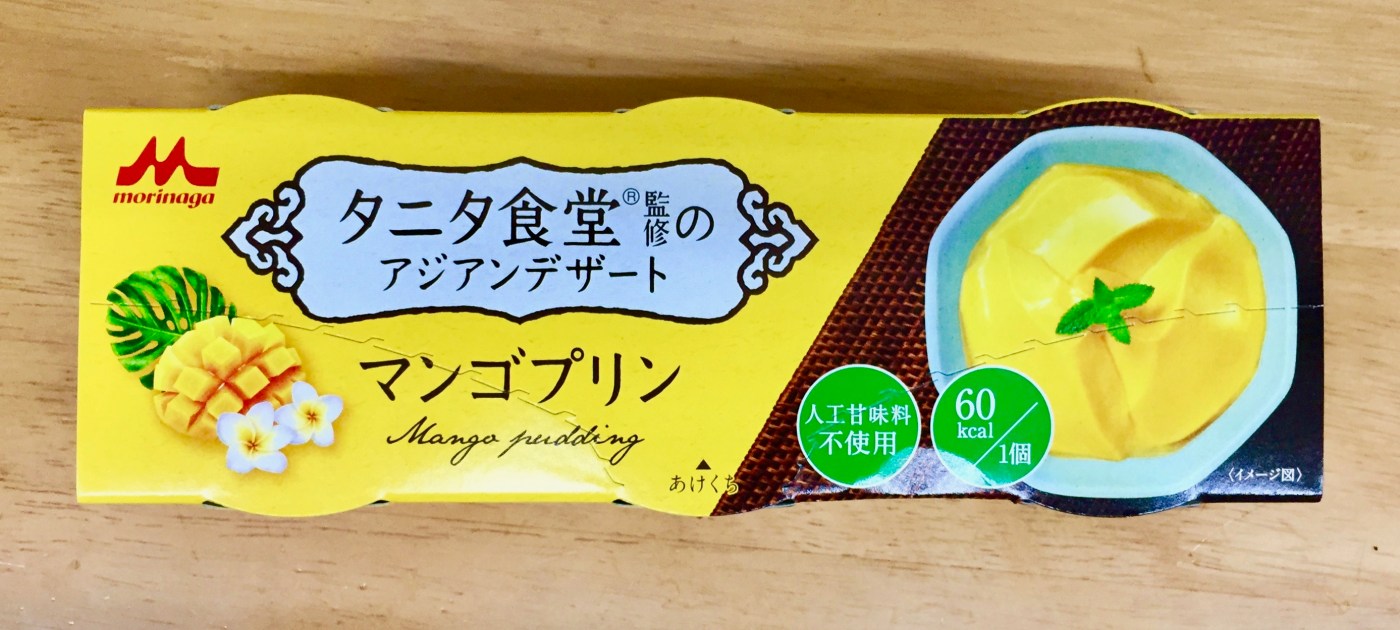 morinaga
タニタ食堂®監修の
アジアンデザート
マンゴプリン
Mango pudding
▲
あけくち
人工甘味料
不使用
60
kcal
/1個
〈イメージ図〉